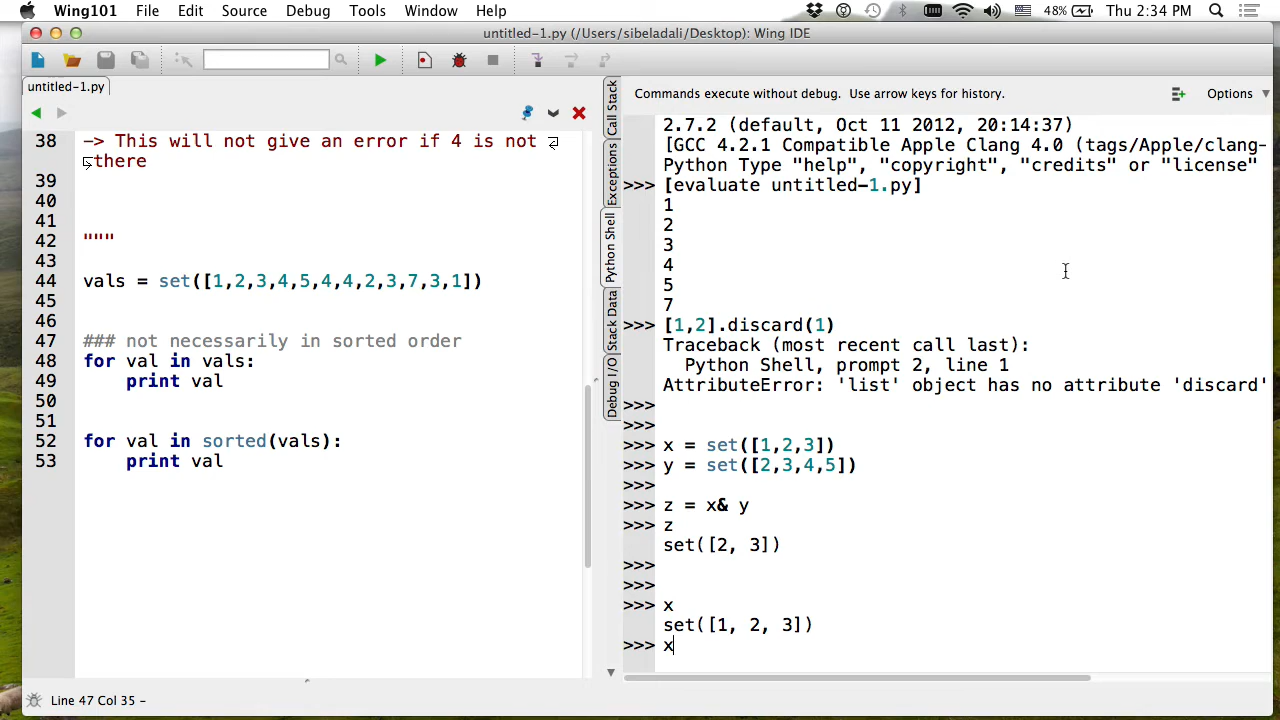 Wing101 File Edit Source Debug Tools Window Help 48% Thu 2:34 PM
untitled-1.py (/Users/sibeladali/Desktop): Wing IDE
untitled-1.py
38 -> This will not give an error if 4 is not
there
39
40
41
42 """
43
44 vals = set([1,2,3,4,5,4,4,2,3,7,3,1])
45
46
47 ### not necessarily in sorted order
48 for val in vals:
49 print val
50
51
52 for val in sorted(vals):
53 print val
Line 47 Col 35 -
Call Stack
Exceptions
Python Shell
Stack Data
Debug I/O
Commands execute without debug. Use arrow keys for history. Options
2.7.2 (default, Oct 11 2012, 20:14:37)
[GCC 4.2.1 Compatible Apple Clang 4.0 (tags/Apple/clang-
Python Type "help", "copyright", "credits" or "license"
>>> [evaluate untitled-1.py]
1
2
3
4
5
7
>>> [1,2].discard(1)
Traceback (most recent call last):
Python Shell, prompt 2, line 1
AttributeError: 'list' object has no attribute 'discard'
>>>
>>>
>>> x = set([1,2,3])
>>> y = set([2,3,4,5])
>>>
>>> z = x& y
>>> z
set([2, 3])
>>>
>>>
>>> x
set([1, 2, 3])
>>> x